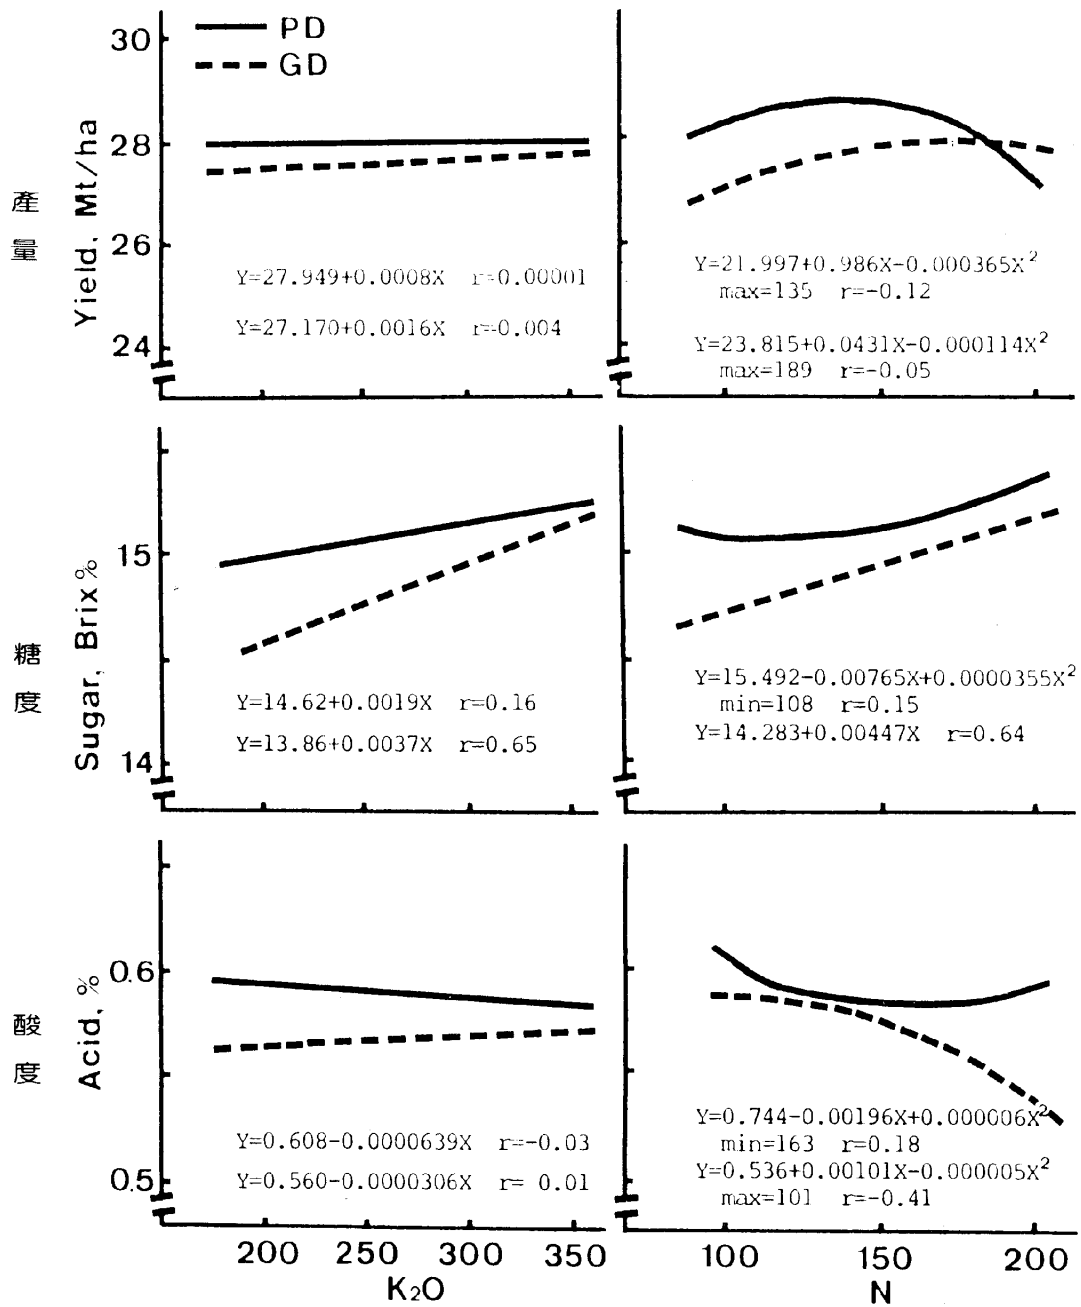 PD
GD
30
28
26
24
產量
Yield, Mt/ha
Y=27.949+0.0008X r=0.00001
Y=27.170+0.0016X r=0.004
Y=21.997+0.986X-0.000365X²
max=135 r=-0.12
Y=23.815+0.0431X-0.000114X²
max=189 r=-0.05
15
14
糖度
Sugar, Brix%
Y=14.62+0.0019X r=0.16
Y=13.86+0.0037X r=0.65
Y=15.492-0.00765X+0.0000355X²
min=108 r=0.15
Y=14.283+0.00447X r=0.64
0.6
0.5
酸度
Acid, %
Y=0.608-0.0000639X r=-0.03
Y=0.560-0.0000306X r= 0.01
Y=0.744-0.00196X+0.000006X²
min=163 r=0.18
Y=0.536+0.00101X-0.000005X²
max=101 r=-0.41
200 250 300 350
K₂O
100 150 200
N